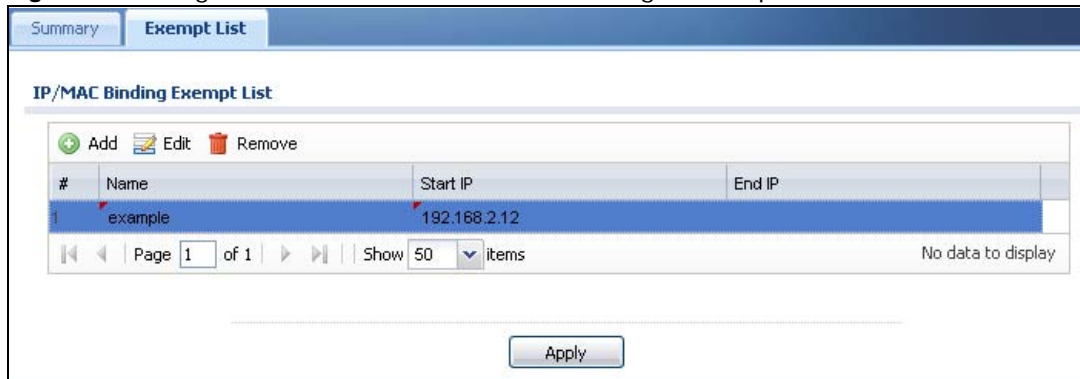 Summary Exempt List
IP/MAC Binding Exempt List
Add Edit Remove
# Name Start IP End IP
1 example 192.168.2.12
Page 1 of 1 Show 50 items No data to display
Apply